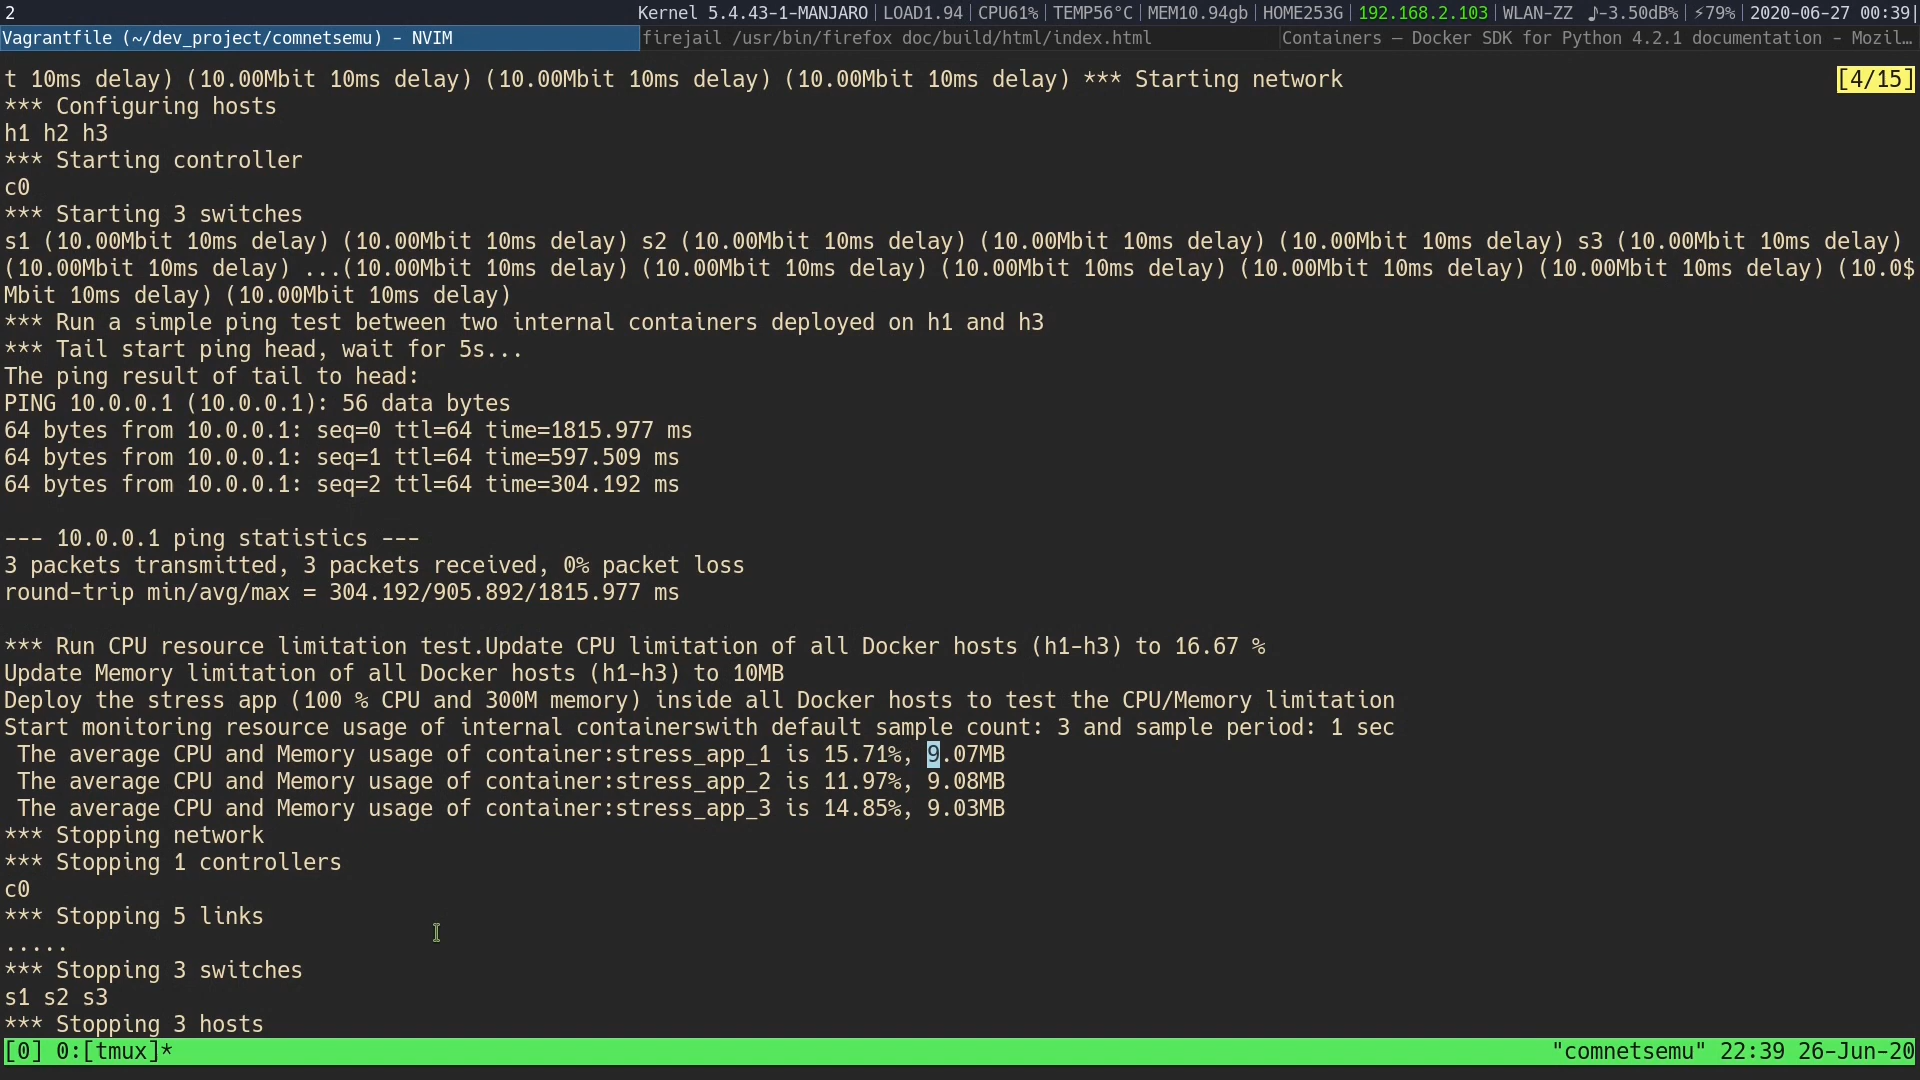 2 Kernel 5.4.43-1-MANJARO| LOAD1.94 | CPU61%| TEMP56°C| MEM10.94gb| HOME253G| 192.168.2.103| WLAN-ZZ ♪-3.50dB%| ⚡79%| 2020-06-27 00:39|
Vagrantfile (~/dev_project/comnetsemu) - NVIM firejail /usr/bin/firefox doc/build/html/index.html Containers — Docker SDK for Python 4.2.1 documentation - Mozil…
t 10ms delay) (10.00Mbit 10ms delay) (10.00Mbit 10ms delay) (10.00Mbit 10ms delay) *** Starting network [4/15]
*** Configuring hosts
h1 h2 h3
*** Starting controller
c0
*** Starting 3 switches
s1 (10.00Mbit 10ms delay) (10.00Mbit 10ms delay) s2 (10.00Mbit 10ms delay) (10.00Mbit 10ms delay) (10.00Mbit 10ms delay) s3 (10.00Mbit 10ms delay)
(10.00Mbit 10ms delay) ...(10.00Mbit 10ms delay) (10.00Mbit 10ms delay) (10.00Mbit 10ms delay) (10.00Mbit 10ms delay) (10.00Mbit 10ms delay) (10.0$
Mbit 10ms delay) (10.00Mbit 10ms delay)
*** Run a simple ping test between two internal containers deployed on h1 and h3
*** Tail start ping head, wait for 5s...
The ping result of tail to head:
PING 10.0.0.1 (10.0.0.1): 56 data bytes
64 bytes from 10.0.0.1: seq=0 ttl=64 time=1815.977 ms
64 bytes from 10.0.0.1: seq=1 ttl=64 time=597.509 ms
64 bytes from 10.0.0.1: seq=2 ttl=64 time=304.192 ms
--- 10.0.0.1 ping statistics ---
3 packets transmitted, 3 packets received, 0% packet loss
round-trip min/avg/max = 304.192/905.892/1815.977 ms
*** Run CPU resource limitation test.Update CPU limitation of all Docker hosts (h1-h3) to 16.67 %
Update Memory limitation of all Docker hosts (h1-h3) to 10MB
Deploy the stress app (100 % CPU and 300M memory) inside all Docker hosts to test the CPU/Memory limitation
Start monitoring resource usage of internal containerswith default sample count: 3 and sample period: 1 sec
The average CPU and Memory usage of container:stress_app_1 is 15.71%, 9.07MB
The average CPU and Memory usage of container:stress_app_2 is 11.97%, 9.08MB
The average CPU and Memory usage of container:stress_app_3 is 14.85%, 9.03MB
*** Stopping network
*** Stopping 1 controllers
c0
*** Stopping 5 links
.....
*** Stopping 3 switches
s1 s2 s3
*** Stopping 3 hosts
[0] 0:[tmux]* "comnetsemu" 22:39 26-Jun-20